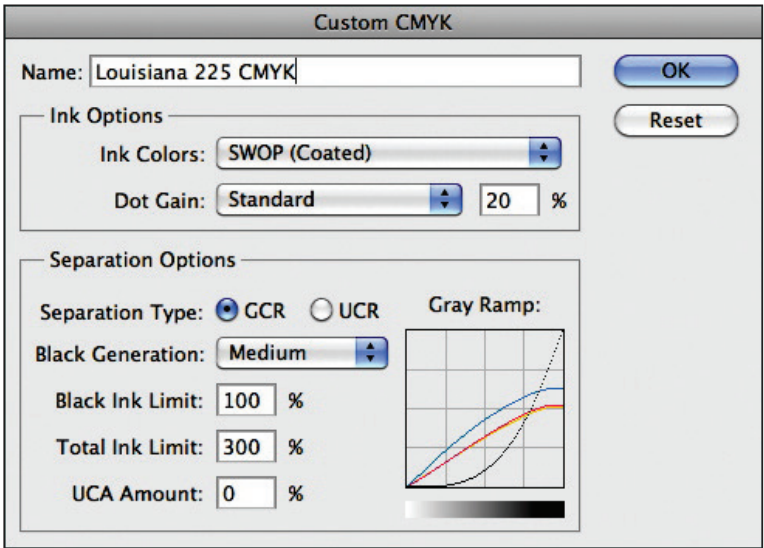 Custom CMYK
Name: Louisiana 225 CMYK
OK
Reset
Ink Options
Ink Colors: SWOP (Coated)
Dot Gain: Standard 20 %
Separation Options
Separation Type: GCR UCR
Gray Ramp:
Black Generation: Medium
Black Ink Limit: 100 %
Total Ink Limit: 300 %
UCA Amount: 0 %